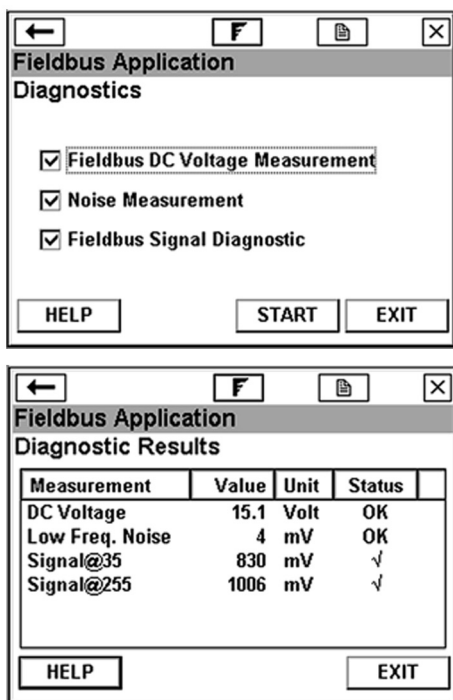 Fieldbus Application
Diagnostics
Fieldbus DC Voltage Measurement
Noise Measurement
Fieldbus Signal Diagnostic
HELP START EXIT
Fieldbus Application
Diagnostic Results
Measurement Value Unit Status
DC Voltage 15.1 Volt OK
Low Freq. Noise 4 mV OK
Signal@35 830 mV √
Signal@255 1006 mV √
HELP EXIT